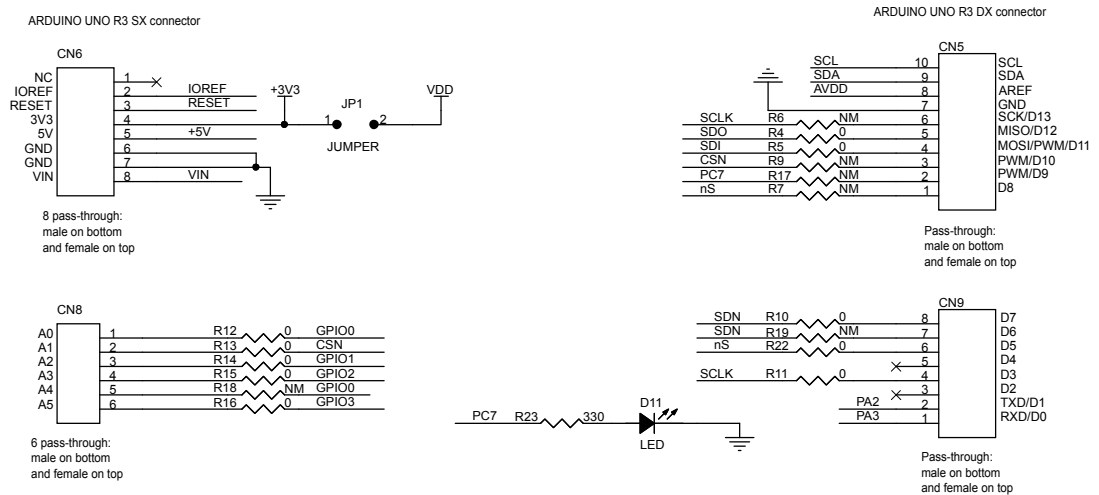 ARDUINO UNO R3 SX connector
CN6
NC 1
IOREF 2 IOREF
RESET 3 RESET
3V3 4 +3V3 1 JP1 2 VDD
JUMPER
5V 5 +5V
GND 6
GND 7
VIN 8 VIN
8 pass-through:
male on bottom
and female on top
ARDUINO UNO R3 DX connector
CN5
SCL 10 SCL
SDA 9 SDA
AVDD 8 AREF
7 GND
SCLK R6 NM 6 SCK/D13
SDO R4 0 5 MISO/D12
SDI R5 0 4 MOSI/PWM/D11
CSN R9 NM 3 PWM/D10
PC7 R17 NM 2 PWM/D9
nS R7 NM 1 D8
Pass-through:
male on bottom
and female on top
CN8
A0 1 R12 0 GPIO0
A1 2 R13 0 CSN
A2 3 R14 0 GPIO1
A3 4 R15 0 GPIO2
A4 5 R18 NM GPIO0
A5 6 R16 0 GPIO3
6 pass-through:
male on bottom
and female on top
PC7 R23 330 D11
LED
CN9
SDN R10 0 8 D7
SDN R19 NM 7 D6
nS R22 0 6 D5
5 D4
SCLK R11 0 4 D3
3 D2
PA2 2 TXD/D1
PA3 1 RXD/D0
Pass-through:
male on bottom
and female on top